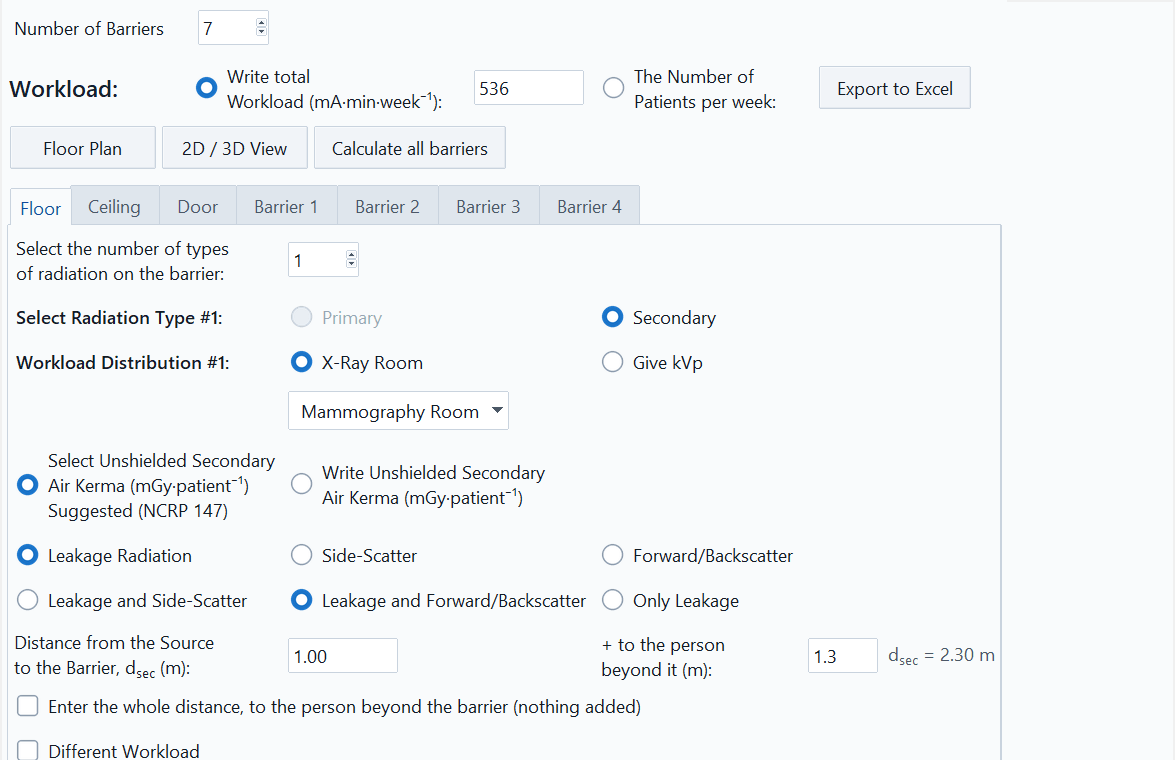 Number of Barriers 7
Workload: Write total Workload (mA·min·week⁻¹): 536 The Number of Patients per week: Export to Excel
Floor Plan 2D / 3D View Calculate all barriers
Floor Ceiling Door Barrier 1 Barrier 2 Barrier 3 Barrier 4
Select the number of types
of radiation on the barrier: 1
Select Radiation Type #1: Primary Secondary
Workload Distribution #1: X-Ray Room Give kVp
Mammography Room
Select Unshielded Secondary
Air Kerma (mGy·patient⁻¹)
Suggested (NCRP 147)
Write Unshielded Secondary
Air Kerma (mGy·patient⁻¹)
Leakage Radiation Side-Scatter Forward/Backscatter
Leakage and Side-Scatter Leakage and Forward/Backscatter Only Leakage
Distance from the Source
to the Barrier, dsec (m): 1.00
+ to the person
beyond it (m): 1.3 dsec = 2.30 m
Enter the whole distance, to the person beyond the barrier (nothing added)
Different Workload